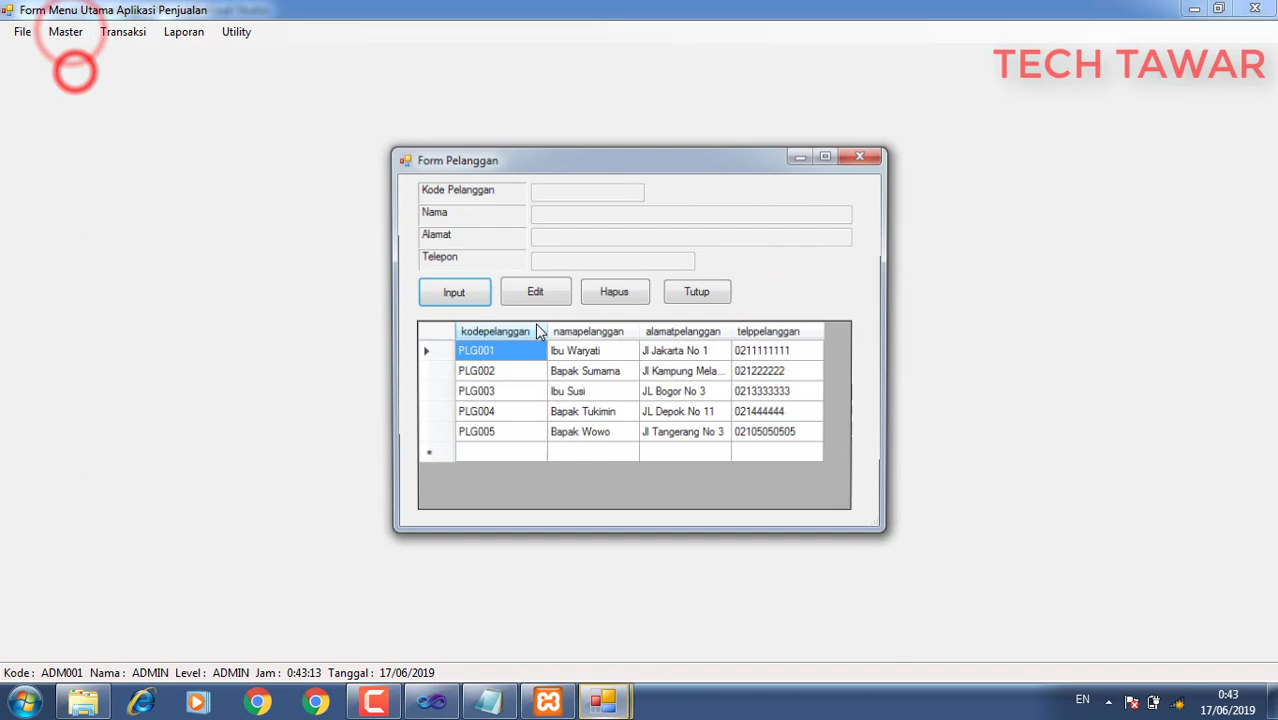 Form Menu Utama Aplikasi Penjualan
File Master Transaksi Laporan Utility
TECH TAWAR
Form Pelanggan
Kode Pelanggan
Nama
Alamat
Telepon
Input Edit Hapus Tutup
kodepelanggan namapelanggan alamatpelanggan telppelanggan
PLG001 Ibu Waryati Jl Jakarta No 1 0211111111
PLG002 Bapak Sumarna Jl Kampung Mela... 021222222
PLG003 Ibu Susi JL Bogor No 3 0213333333
PLG004 Bapak Tukimin JL Depok No 11 021444444
PLG005 Bapak Wowo Jl Tangerang No 3 02105050505
Kode : ADM001 Nama : ADMIN Level : ADMIN Jam : 0:43:13 Tanggal : 17/06/2019
EN 0:43
17/06/2019